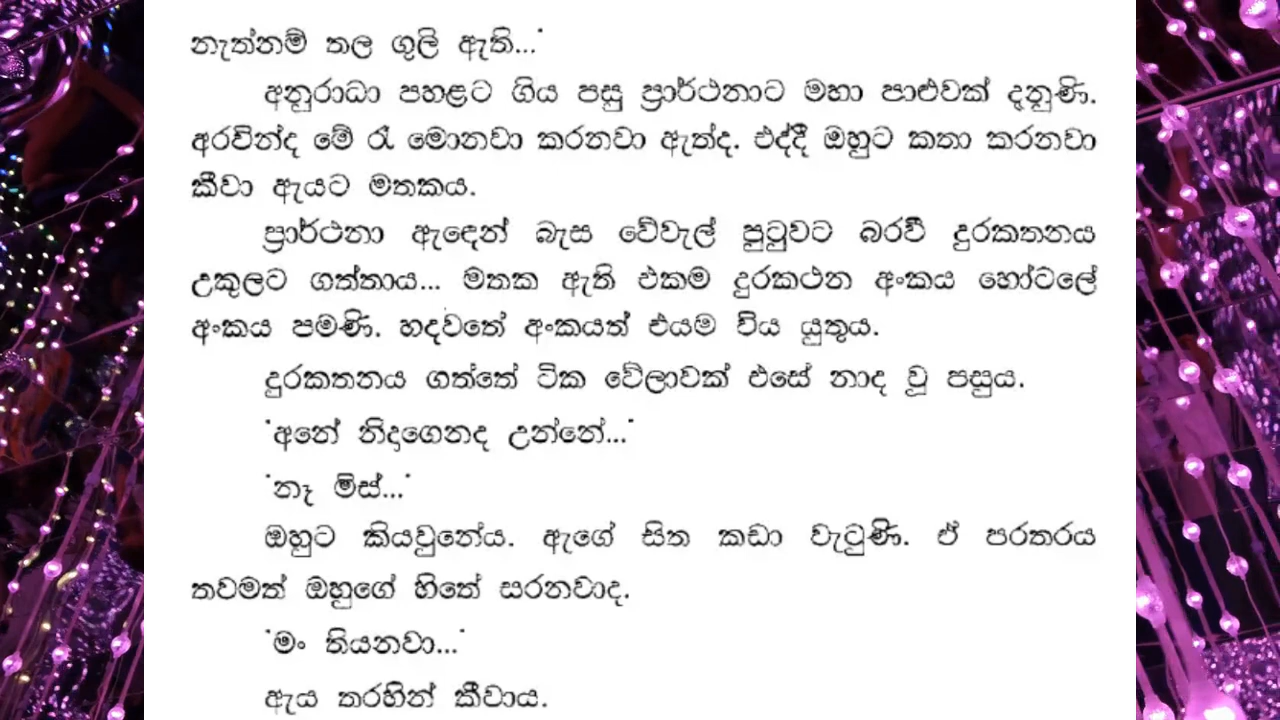 නැත්නම් තල ගුලි ඇති...'
අනුරාධා පහළට ගිය පසු ප්‍රාර්ථනාට මහා පාළුවක් දැනුණි.
අරවින්ද මේ රෑ මොනවා කරනවා ඇත්ද. එද්දී ඔහුට කතා කරනවා
කීවා ඇයට මතකය.
ප්‍රාර්ථනා ඇඳෙන් බැස වේවැල් පුටුවට බරවී දුරකතනය
උකුලට ගත්තාය... මතක ඇති එකම දුරකථන අංකය හෝටලේ
අංකය පමණි. හදවතේ අංකයත් එයම විය යුතුය.
දුරකතනය ගත්තේ ටික වේලාවක් එසේ නාද වූ පසුය.
'අනේ නිදාගෙනද උන්නේ...'
'නෑ මිස්...'
ඔහුට කියවුනේය. ඇගේ සිත කඩා වැටුණි. ඒ පරතරය
තවමත් ඔහුගේ හිතේ සරනවාද.
'මං තියනවා...'
ඇය තරහින් කීවාය.